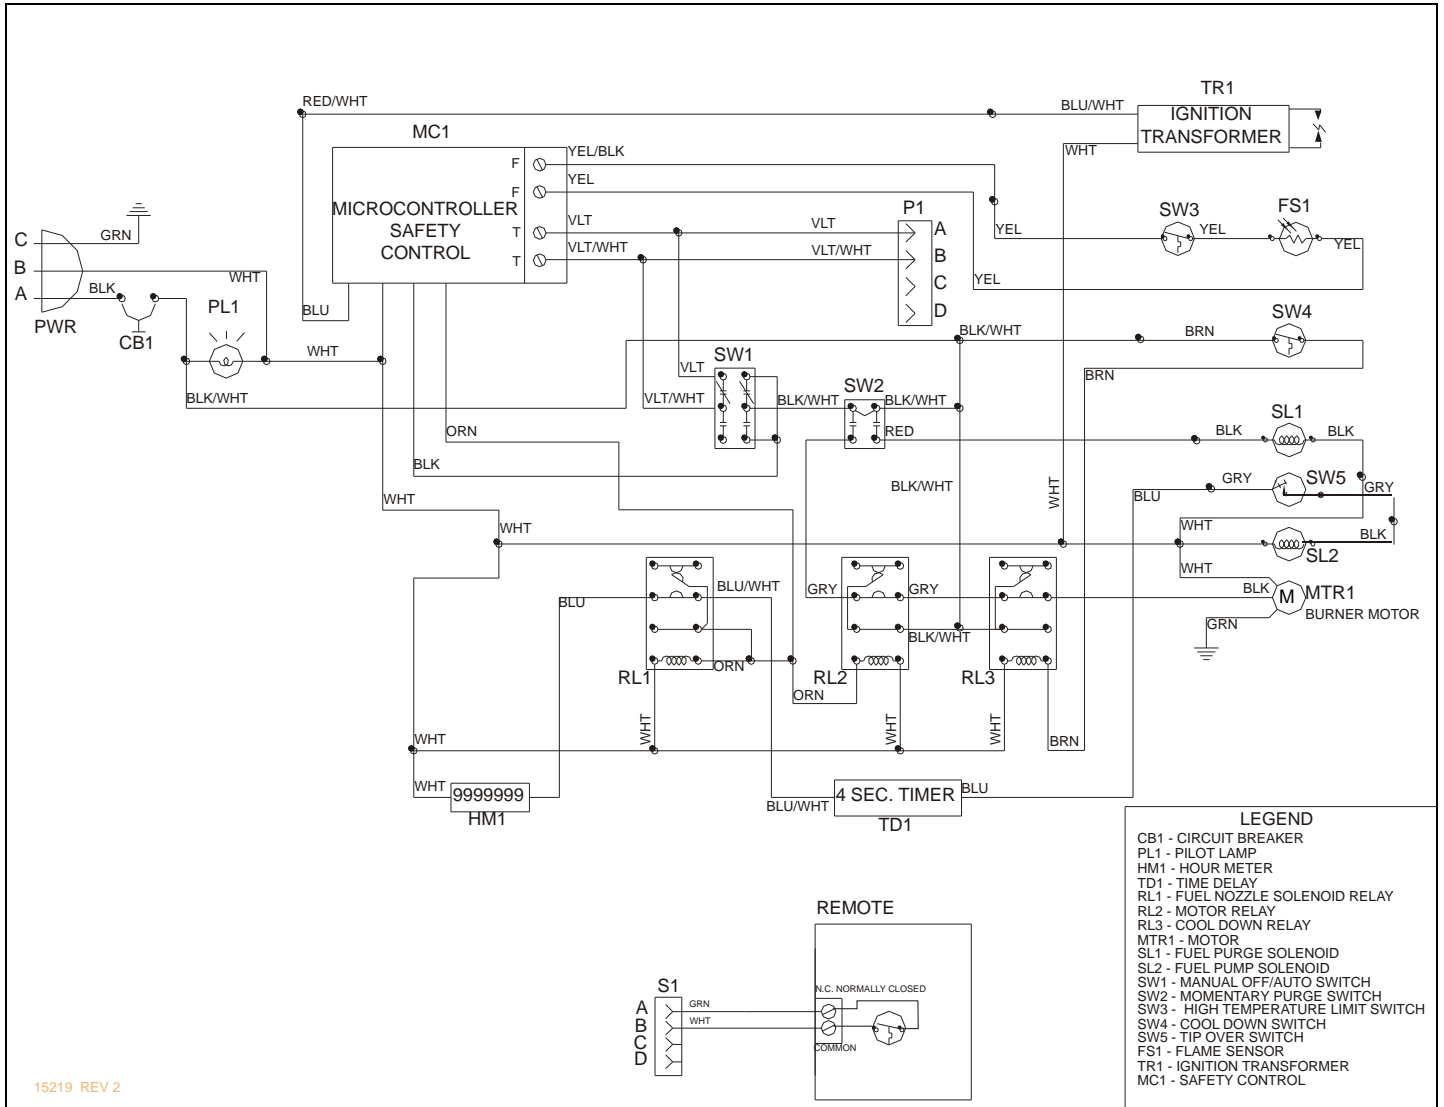 TR1
RED/WHT
BLU/WHT
IGNITION
TRANSFORMER
WHT
MC1
F
YEL/BLK
F
YEL
MICROCONTROLLER
SAFETY
CONTROL
T
VLT
VLT
T
VLT/WHT
VLT/WHT
P1
A
B
C
D
SW3
FS1
YEL
YEL
YEL
YEL
C
GRN
B
WHT
A
BLK
PWR
CB1
PL1
WHT
BLU
BLK/WHT
BLK/WHT
BRN
SW4
BRN
SW1
VLT
VLT/WHT
BLK/WHT
SW2
BLK/WHT
RED
SL1
BLK
BLK
ORN
BLK
WHT
WHT
BLK/WHT
WHT
BLU
GRY
SW5
GRY
WHT
BLK
SL2
WHT
BLK
M
MTR1
BURNER MOTOR
GRN
BLU
BLU/WHT
GRY
GRY
BLK/WHT
ORN
RL1
RL2
RL3
ORN
WHT
WHT
WHT
BRN
WHT
WHT
9999999
HM1
BLU/WHT
4 SEC. TIMER
BLU
TD1
LEGEND
CB1 - CIRCUIT BREAKER
PL1 - PILOT LAMP
HM1 - HOUR METER
TD1 - TIME DELAY
RL1 - FUEL NOZZLE SOLENOID RELAY
RL2 - MOTOR RELAY
RL3 - COOL DOWN RELAY
MTR1 - MOTOR
SL1 - FUEL PURGE SOLENOID
SL2 - FUEL PUMP SOLENOID
SW1 - MANUAL OFF/AUTO SWITCH
SW2 - MOMENTARY PURGE SWITCH
SW3 - HIGH TEMPERATURE LIMIT SWITCH
SW4 - COOL DOWN SWITCH
SW5 - TIP OVER SWITCH
FS1 - FLAME SENSOR
TR1 - IGNITION TRANSFORMER
MC1 - SAFETY CONTROL
REMOTE
S1
A
B
C
D
GRN
WHT
N.C. NORMALLY CLOSED
COMMON
15219 REV 2